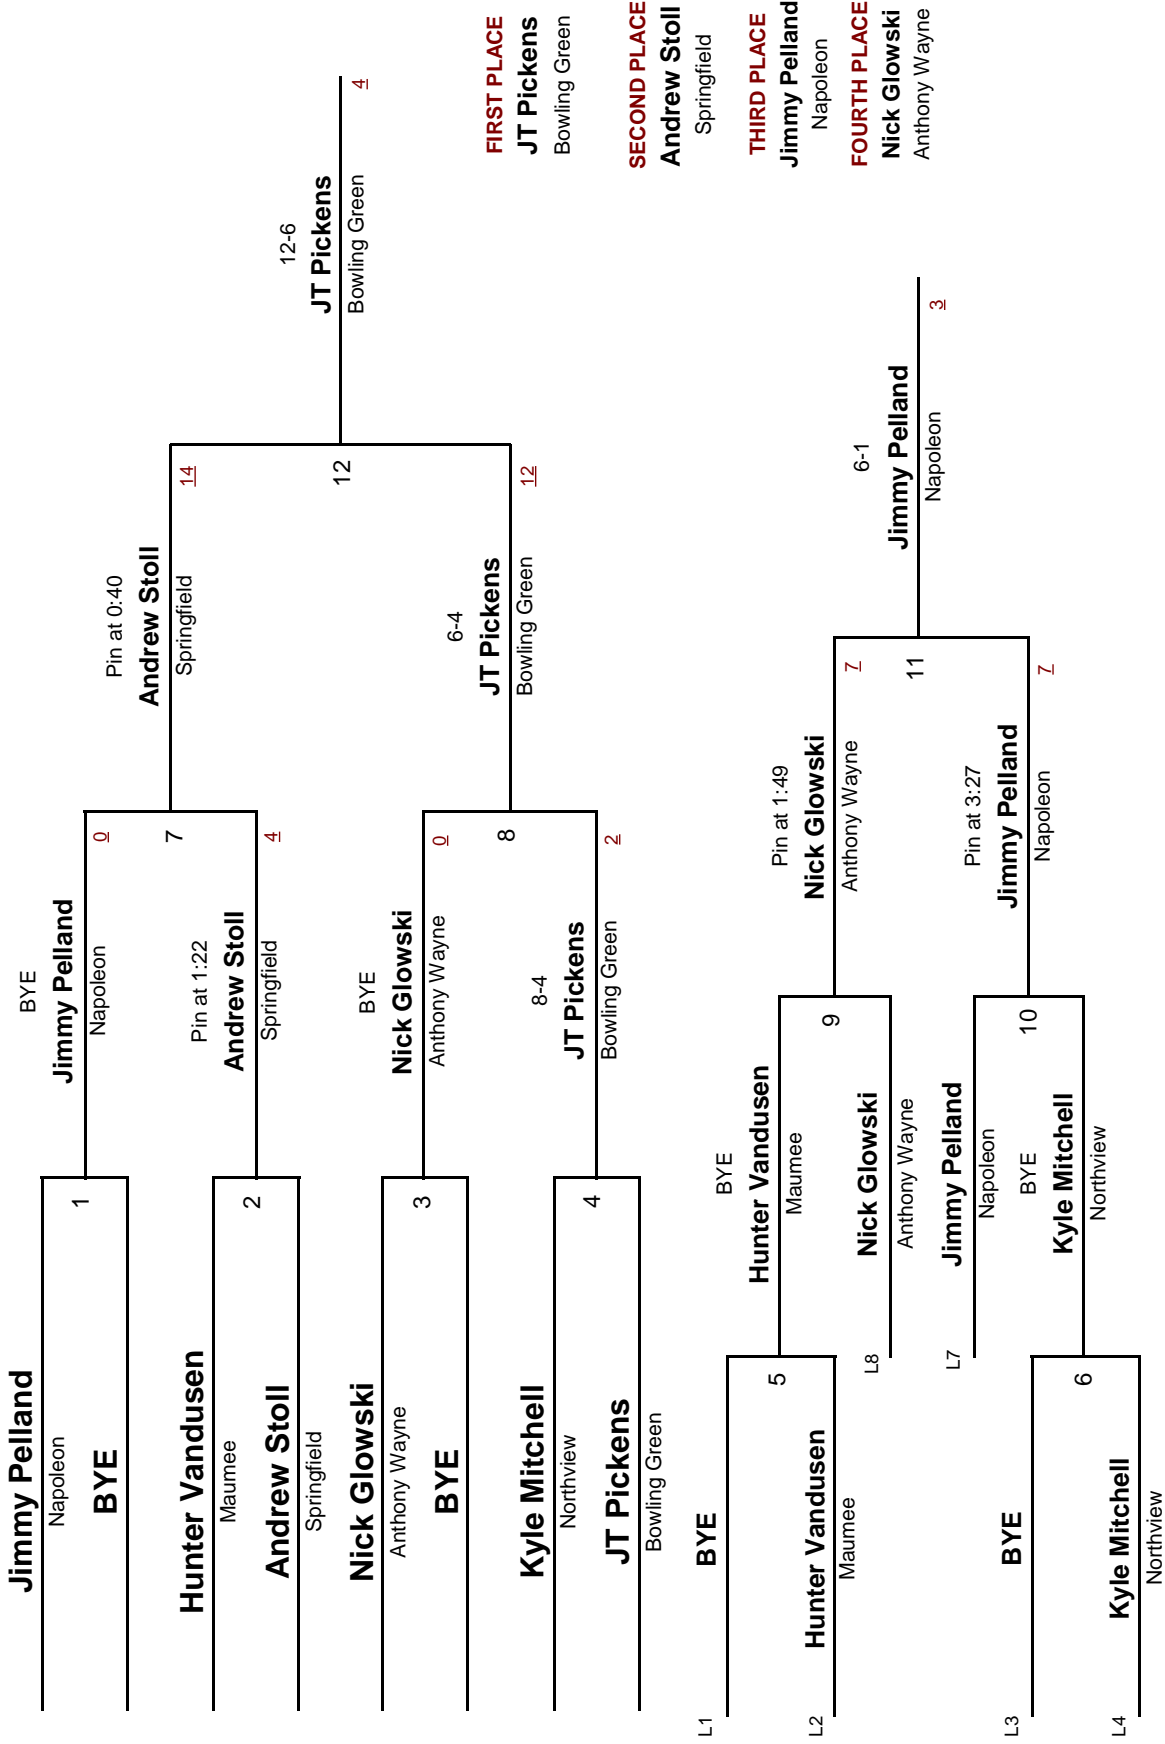 Jimmy Pelland
Napoleon
1
BYE
BYE
Jimmy Pelland
Napoleon
0
Hunter Vandusen
Maumee
2
Andrew Stoll
Springfield
Pin at 1:22
Andrew Stoll
Springfield
4
7
Pin at 0:40
Andrew Stoll
Springfield
14
Nick Glowski
Anthony Wayne
3
BYE
BYE
Nick Glowski
Anthony Wayne
0
Kyle Mitchell
Northview
4
JT Pickens
Bowling Green
8-4
JT Pickens
Bowling Green
2
8
6-4
JT Pickens
Bowling Green
12
12
12-6
JT Pickens
Bowling Green
4
FIRST PLACE
JT Pickens
Bowling Green
SECOND PLACE
Andrew Stoll
Springfield
THIRD PLACE
Jimmy Pelland
Napoleon
FOURTH PLACE
Nick Glowski
Anthony Wayne
L1
BYE
5
L2
Hunter Vandusen
Maumee
BYE
Hunter Vandusen
Maumee
9
L8
Nick Glowski
Anthony Wayne
Pin at 1:49
Nick Glowski
Anthony Wayne
7
L7
Jimmy Pelland
Napoleon
10
L3
BYE
6
L4
Kyle Mitchell
Northview
BYE
Kyle Mitchell
Northview
Pin at 3:27
Jimmy Pelland
Napoleon
7
11
6-1
Jimmy Pelland
Napoleon
3